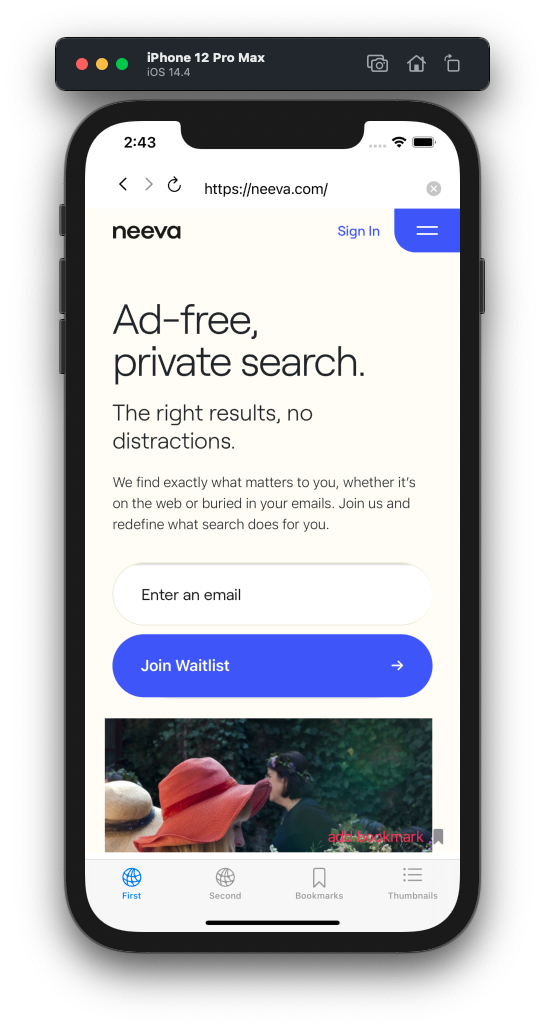 iPhone 12 Pro Max
iOS 14.4
2:43
https://neeva.com/
neeva
Sign In
Ad-free,
private search.
The right results, no
distractions.
We find exactly what matters to you, whether it's
on the web or buried in your emails. Join us and
redefine what search does for you.
Enter an email
Join Waitlist
add bookmark
First
Second
Bookmarks
Thumbnails